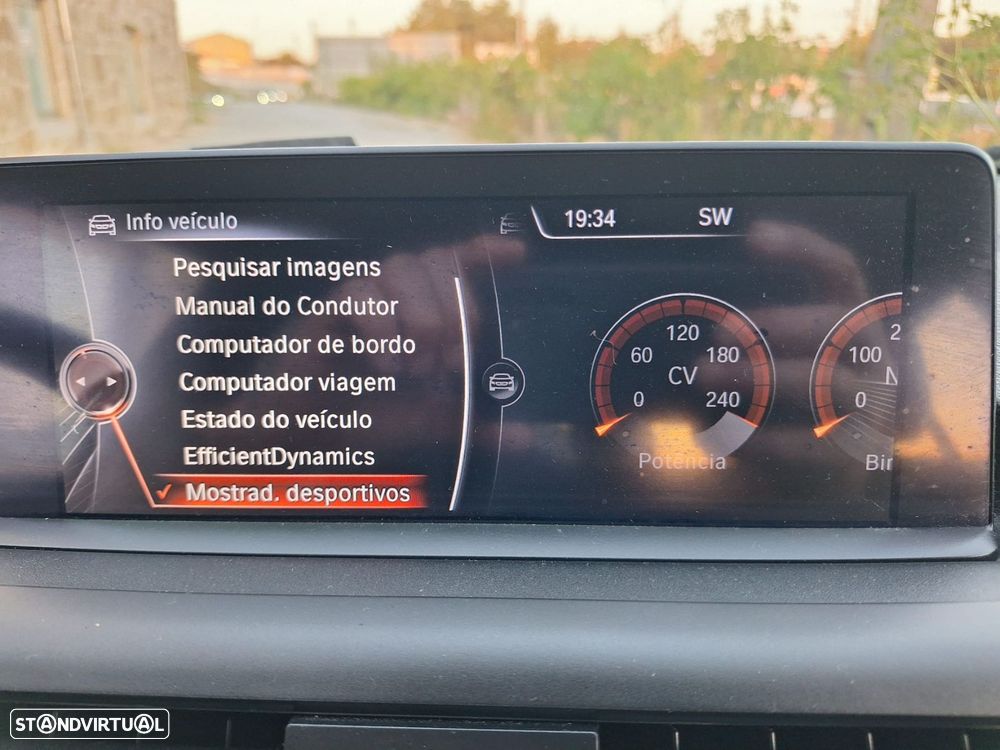 Info veículo
19:34 SW
Pesquisar imagens
Manual do Condutor
Computador de bordo
Computador viagem
Estado do veículo
EfficientDynamics
✓ Mostrad. desportivos
120
60 180
CV
0 240
Potência
100
0
STANDVIRTUAL